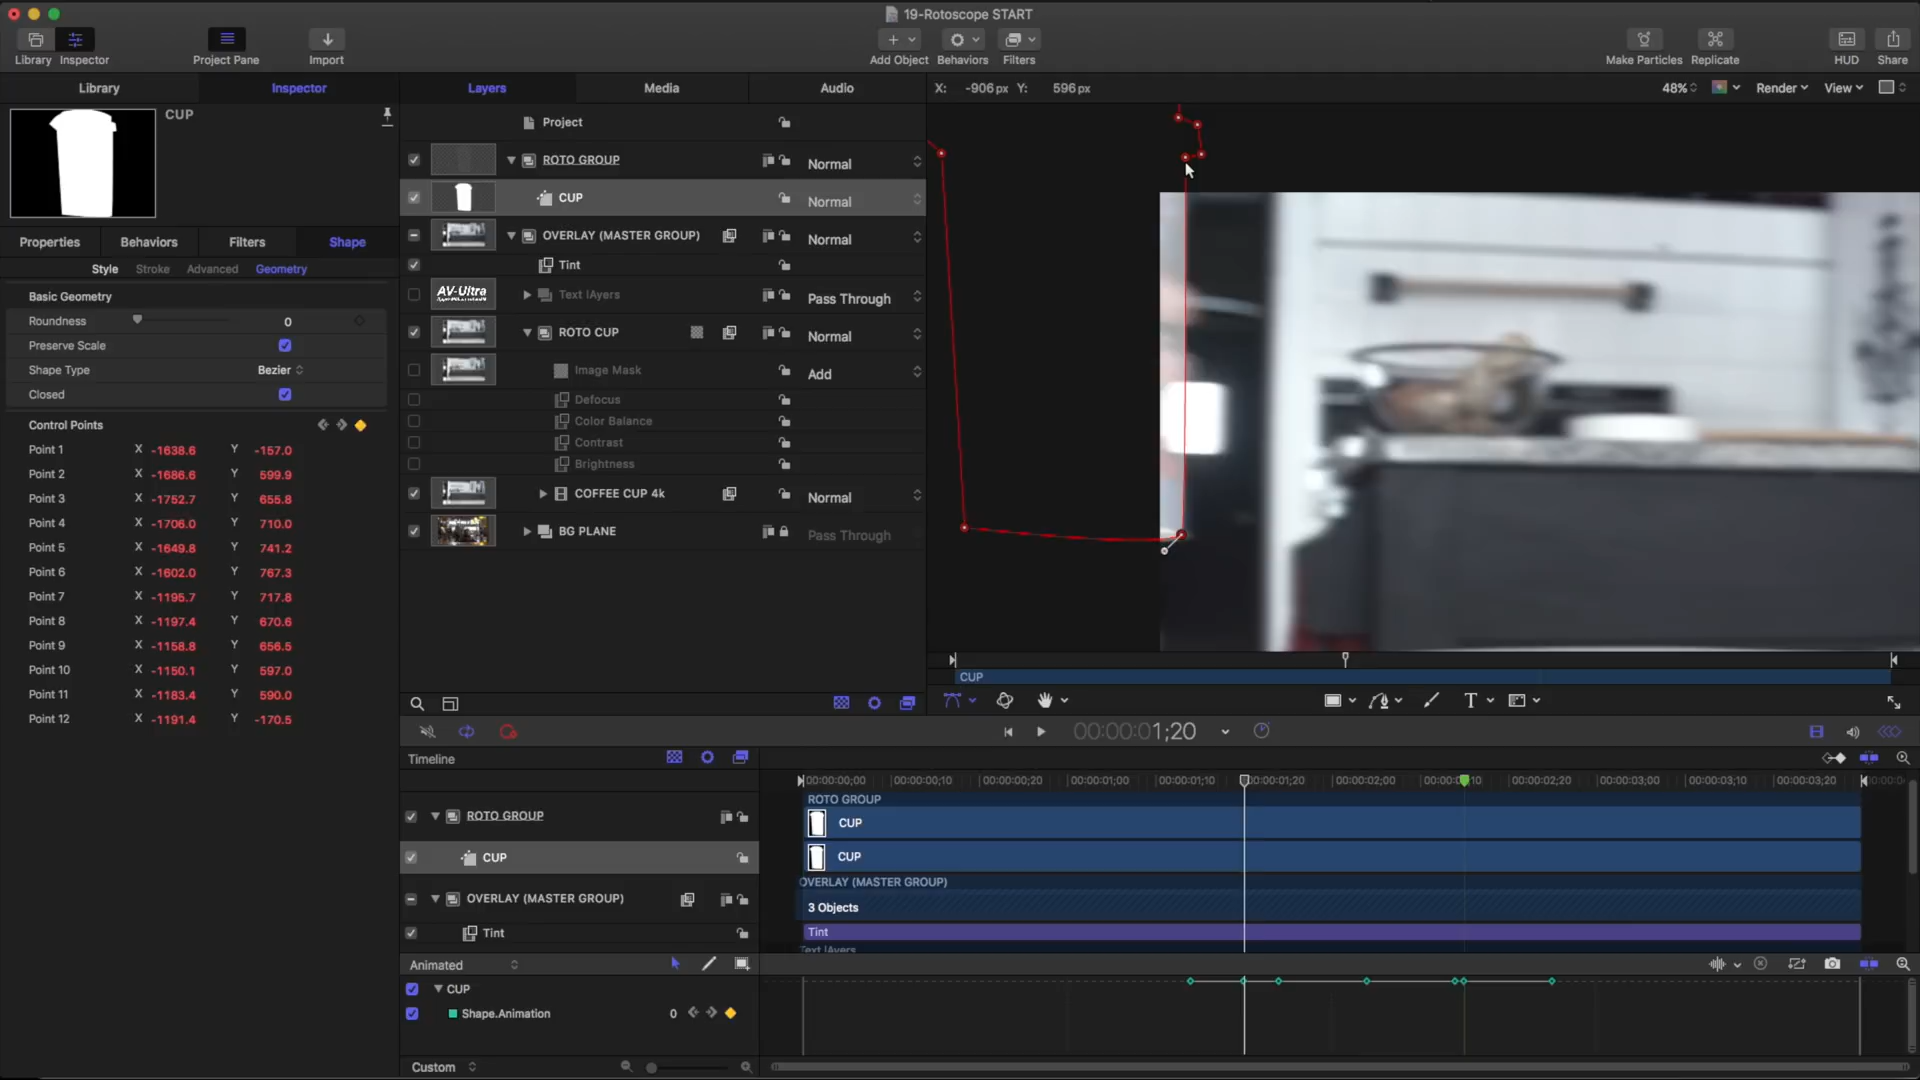 19-Rotoscope START
Library Inspector Project Pane Import Add Object Behaviors Filters Make Particles Replicate HUD Share
Library Inspector Layers Media Audio X: -906 px Y: 596 px 48% Render View
CUP
Properties Behaviors Filters Shape
Style Stroke Advanced Geometry
Basic Geometry
Roundness 0
Preserve Scale
Shape Type Bezier
Closed
Control Points
Point 1 X -1638.6 Y -157.0
Point 2 X -1686.6 Y 599.9
Point 3 X -1752.7 Y 655.8
Point 4 X -1706.0 Y 710.0
Point 5 X -1649.8 Y 741.2
Point 6 X -1602.0 Y 767.3
Point 7 X -1195.7 Y 717.8
Point 8 X -1197.4 Y 670.6
Point 9 X -1158.8 Y 656.5
Point 10 X -1150.1 Y 597.0
Point 11 X -1183.4 Y 590.0
Point 12 X -1191.4 Y -170.5
Project
ROTO GROUP Normal
CUP Normal
OVERLAY (MASTER GROUP) Normal
Tint
AV-Ultra Text lAyers Pass Through
ROTO CUP Normal
Image Mask Add
Defocus
Color Balance
Contrast
Brightness
COFFEE CUP 4k Normal
BG PLANE Pass Through
CUP
T
00:00:01;20
Timeline
00:00:00;00 00:00:00;10 00:00:00;20 00:00:01;00 00:00:01;10 00:00:01;20 00:00:02;00 00:00:02;20 00:00:03;00 00:00:03;10 00:00:03;20
ROTO GROUP
ROTO GROUP CUP
CUP CUP
OVERLAY (MASTER GROUP)
OVERLAY (MASTER GROUP) 3 Objects
Tint Tint
Text lAyers
Animated
CUP
Shape.Animation 0
Custom